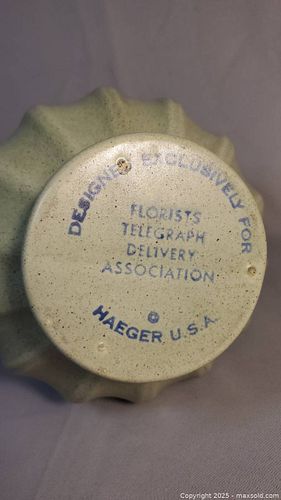 DESIGNED EXCLUSIVELY FOR
FLORISTS
TELEGRAPH
DELIVERY
ASSOCIATION
HAEGER U.S.A.
Copyright © 2025 - maxsold.com